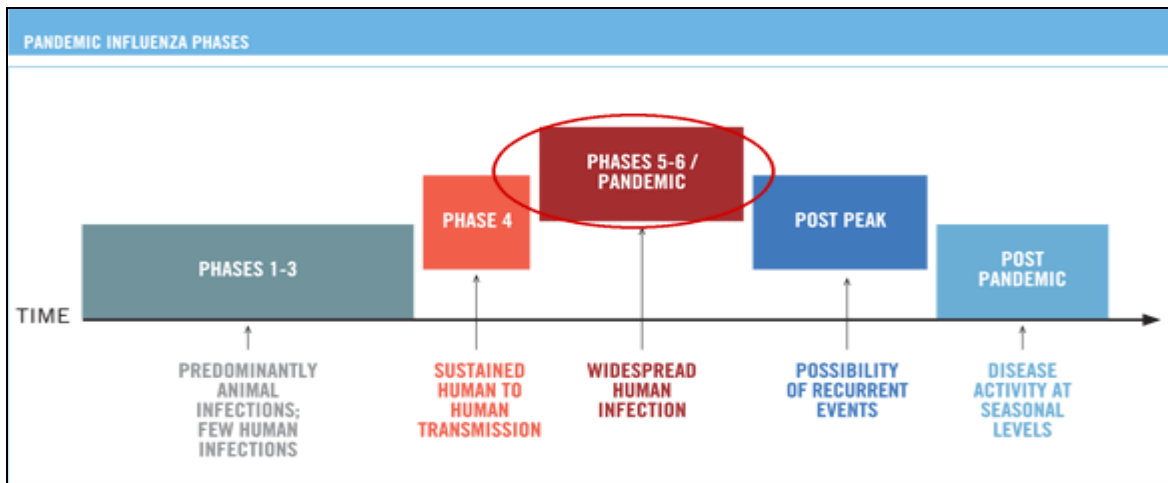 PANDEMIC INFLUENZA PHASES
PHASES 5-6 /
PANDEMIC
PHASE 4
POST PEAK
PHASES 1-3
POST
PANDEMIC
TIME
PREDOMINANTLY
ANIMAL
INFECTIONS;
FEW HUMAN
INFECTIONS
SUSTAINED
HUMAN TO
HUMAN
TRANSMISSION
WIDESPREAD
HUMAN
INFECTION
POSSIBILITY
OF RECURRENT
EVENTS
DISEASE
ACTIVITY AT
SEASONAL
LEVELS